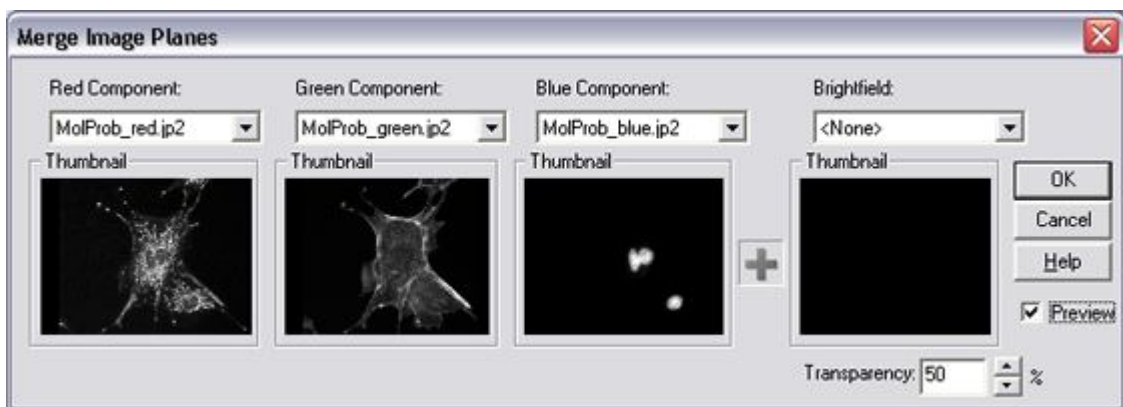 Merge Image Planes
Red Component: Green Component: Blue Component: Brightfield:
MolProb_red.jp2 MolProb_green.jp2 MolProb_blue.jp2 <None>
Thumbnail Thumbnail Thumbnail Thumbnail
OK
Cancel
Help
Preview
Transparency: 50 %